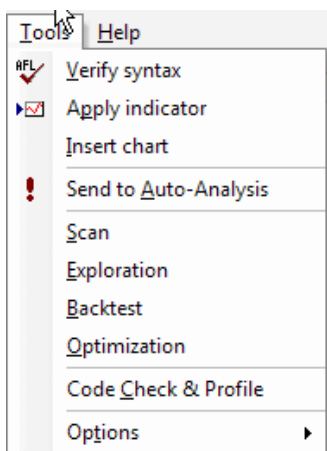 Tools Help
AFL
Verify syntax
Apply indicator
Insert chart
Send to Auto-Analysis
Scan
Exploration
Backtest
Optimization
Code Check & Profile
Options